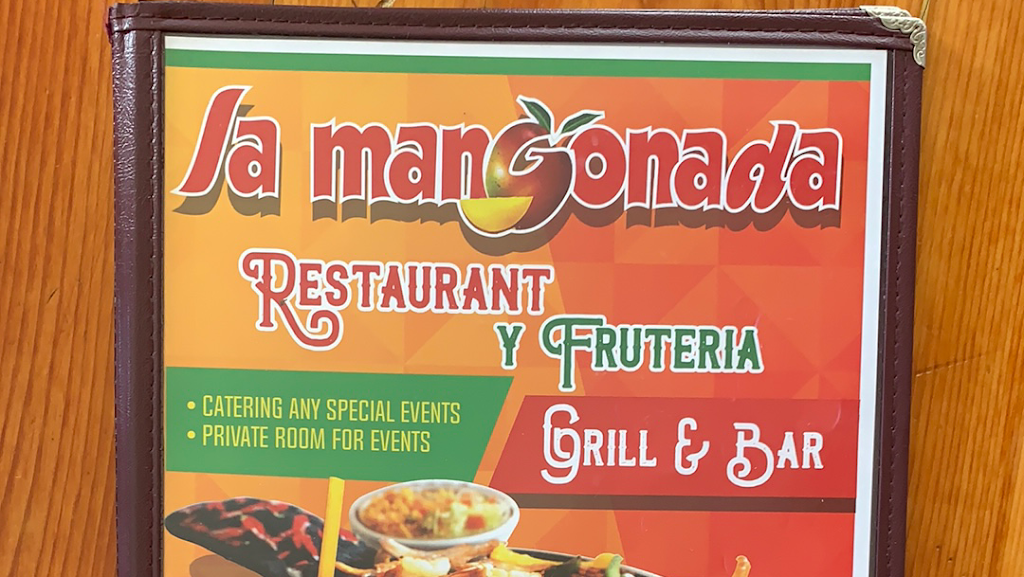 la mangonada
RESTAURANT
Y FRUTERIA
• CATERING ANY SPECIAL EVENTS
• PRIVATE ROOM FOR EVENTS
GRILL & BAR